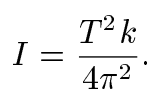 I = \frac{T^2 k}{4\pi^2}.